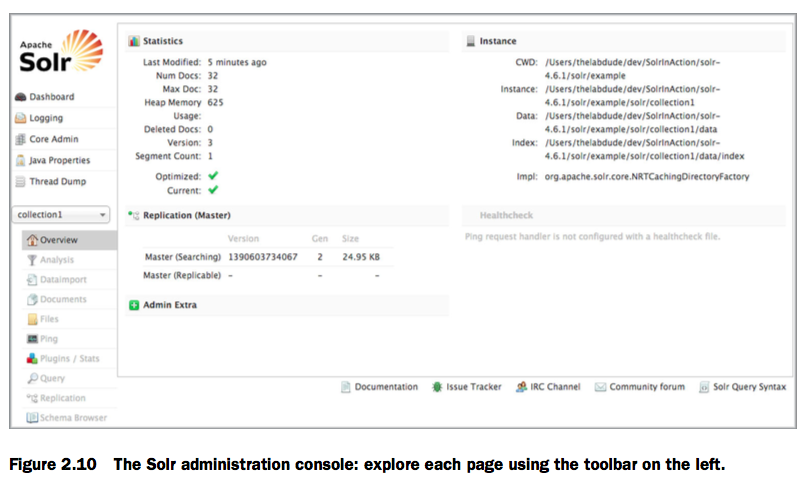 Apache
Solr
Dashboard
Logging
Core Admin
Java Properties
Thread Dump
collection1
Overview
Analysis
Dataimport
Documents
Files
Ping
Plugins / Stats
Query
Replication
Schema Browser
Statistics
Last Modified: 5 minutes ago
Num Docs: 32
Max Doc: 32
Heap Memory 625
Usage:
Deleted Docs: 0
Version: 3
Segment Count: 1
Optimized:
Current:
Instance
CWD: /Users/thelabdude/dev/SolrInAction/solr-
4.6.1/solr/example
Instance: /Users/thelabdude/dev/SolrInAction/solr-
4.6.1/solr/example/solr/collection1
Data: /Users/thelabdude/dev/SolrInAction/solr-
4.6.1/solr/example/solr/collection1/data
Index: /Users/thelabdude/dev/SolrInAction/solr-
4.6.1/solr/example/solr/collection1/data/index
Impl: org.apache.solr.core.NRTCachingDirectoryFactory
Replication (Master)
Version Gen Size
Master (Searching) 1390603734067 2 24.95 KB
Master (Replicable) – – –
Healthcheck
Ping request handler is not configured with a healthcheck file.
Admin Extra
Documentation Issue Tracker IRC Channel Community forum Solr Query Syntax
Figure 2.10 The Solr administration console: explore each page using the toolbar on the left.